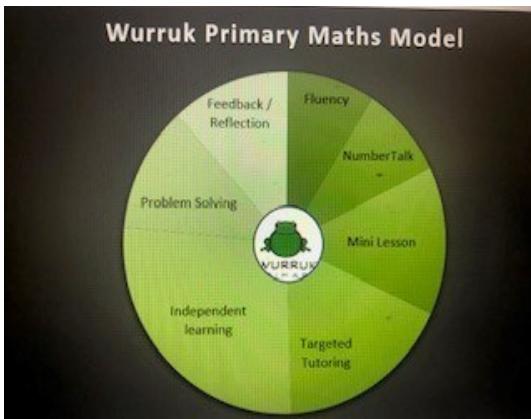 Wurruk Primary Maths Model
Fluency
NumberTalk
Mini Lesson
Targeted
Tutoring
Independent
learning
Problem Solving
Feedback /
Reflection
WURRUK